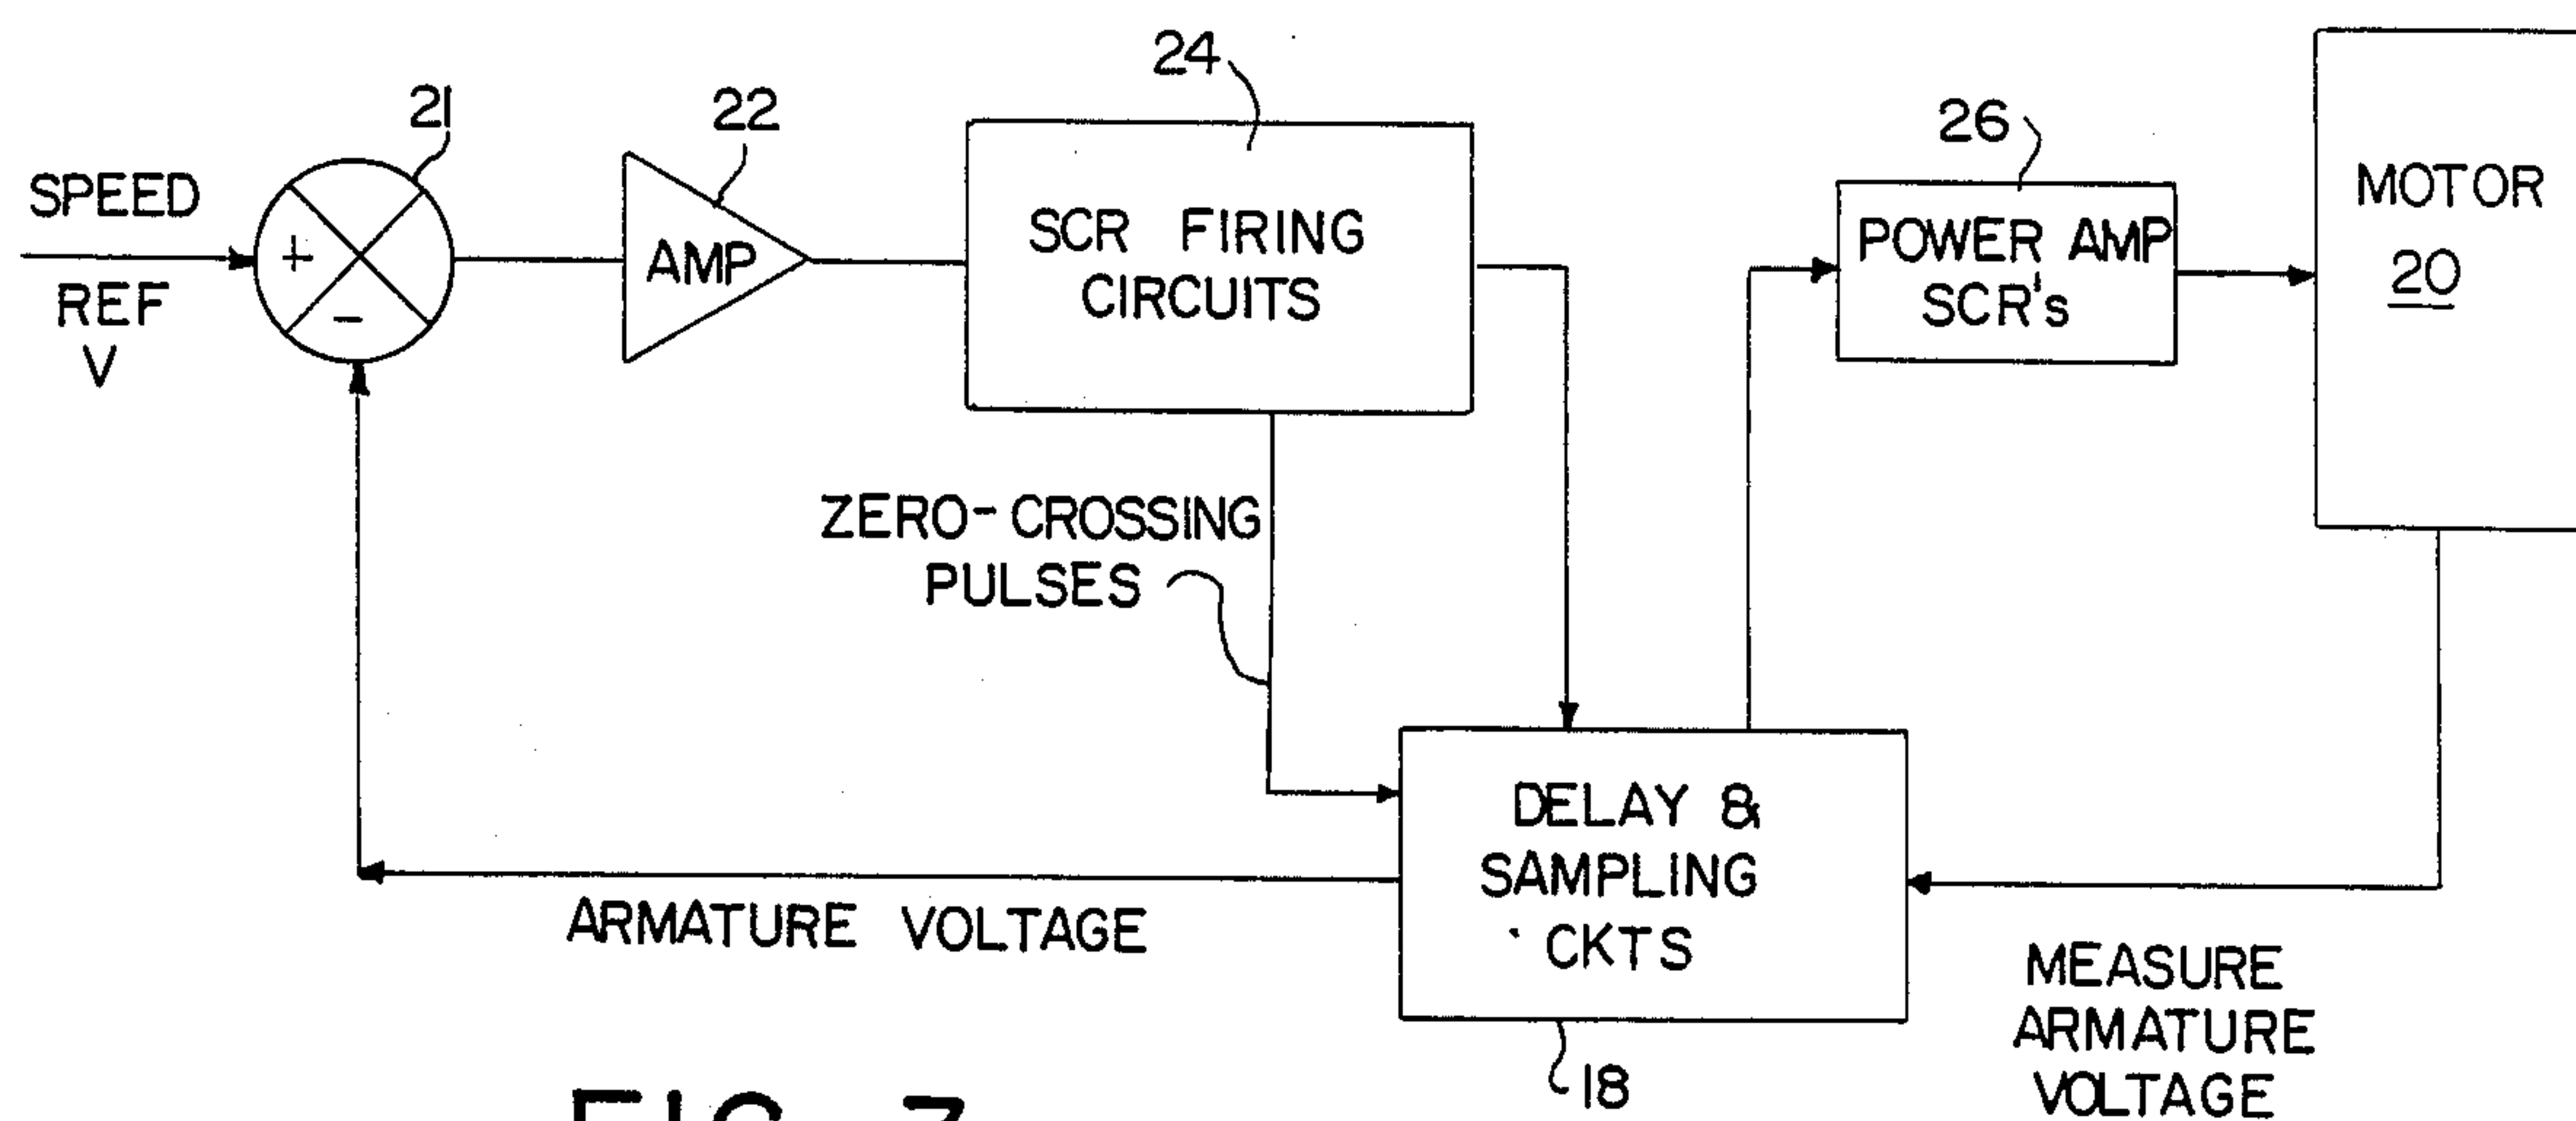 24
21
22
26
SPEED
REF
V
+
-
AMP
SCR FIRING
CIRCUITS
POWER AMP
SCR's
MOTOR
20
ZERO-CROSSING
PULSES
DELAY &
SAMPLING
CKTS
ARMATURE VOLTAGE
MEASURE
ARMATURE
VOLTAGE
18